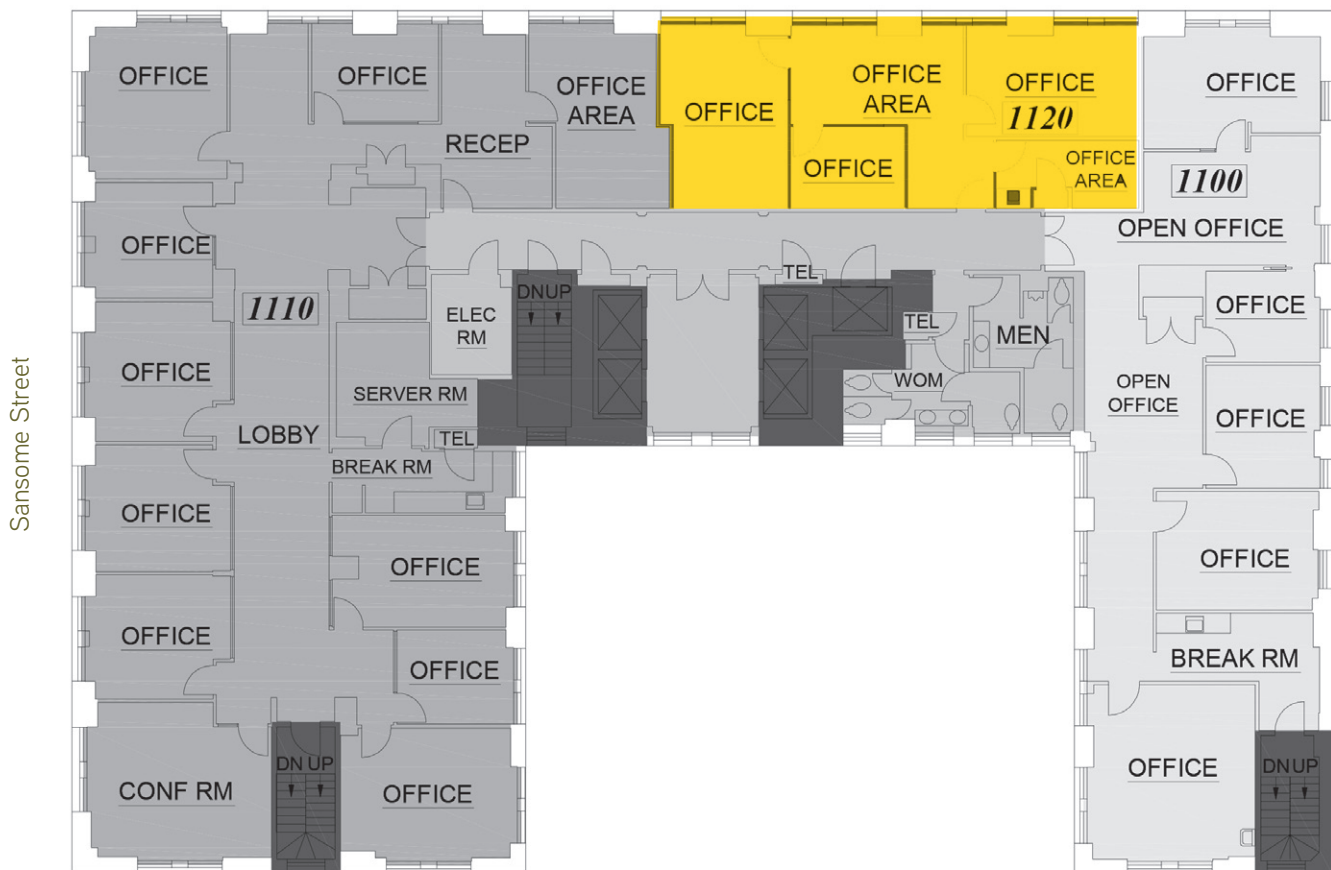 Sansome Street
OFFICE
OFFICE
RECEP
OFFICE
AREA
OFFICE
OFFICE
AREA
OFFICE
OFFICE
1120
OFFICE
AREA
OFFICE
1100
OPEN OFFICE
OFFICE
1110
OFFICE
ELEC
RM
DN UP
TEL
TEL
MEN
WOM
OFFICE
OPEN
OFFICE
OFFICE
SERVER RM
LOBBY
TEL
BREAK RM
OFFICE
OFFICE
OFFICE
OFFICE
OFFICE
BREAK RM
CONF RM
DN UP
OFFICE
OFFICE
DN UP